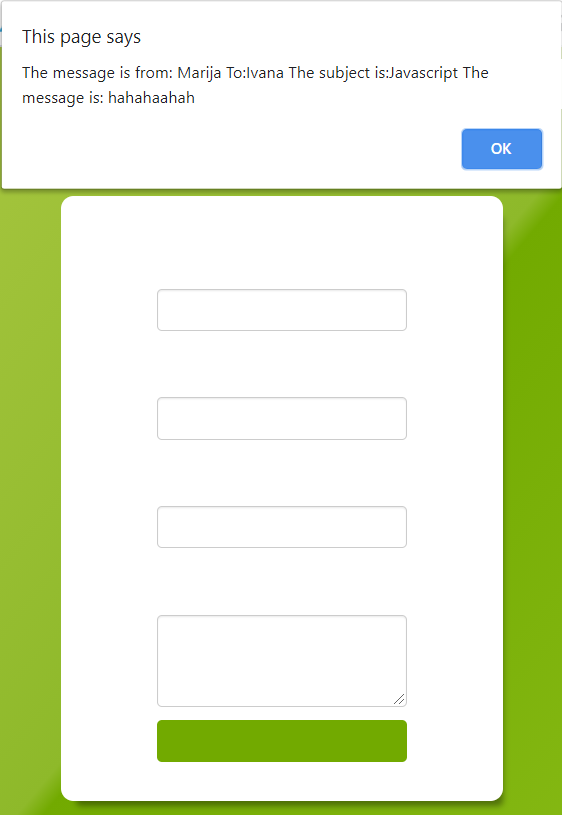 This page says
The message is from: Marija To:Ivana The subject is:Javascript The
message is: hahahaahah
OK